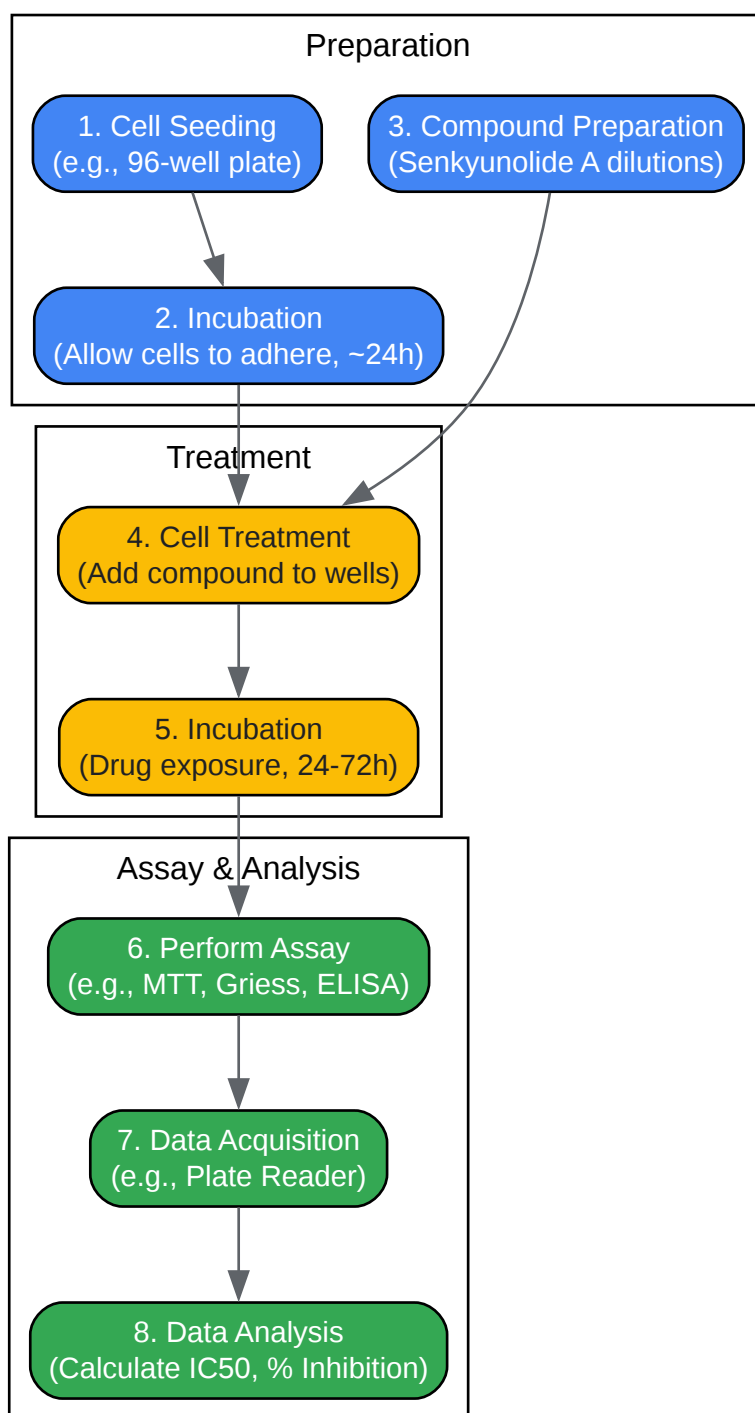 Preparation
1. Cell Seeding
(e.g., 96-well plate)
3. Compound Preparation
(Senkyunolide A dilutions)
2. Incubation
(Allow cells to adhere, ~24h)
Treatment
4. Cell Treatment
(Add compound to wells)
5. Incubation
(Drug exposure, 24-72h)
Assay & Analysis
6. Perform Assay
(e.g., MTT, Griess, ELISA)
7. Data Acquisition
(e.g., Plate Reader)
8. Data Analysis
(Calculate IC50, % Inhibition)